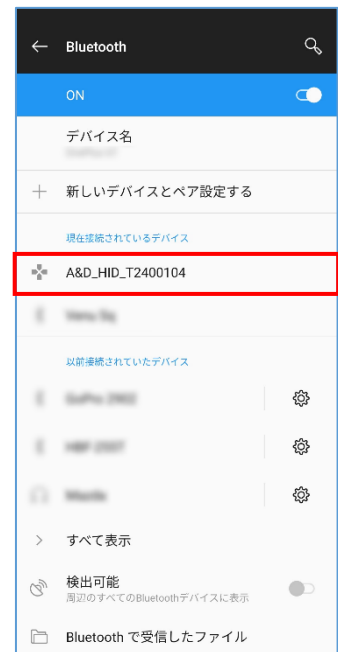 Bluetooth
ON
デバイス名
新しいデバイスとペア設定する
現在接続されているデバイス
A&D_HID_T2400104
以前接続されていたデバイス
すべて表示
検出可能
周辺のすべてのBluetoothデバイスに表示
Bluetooth で受信したファイル